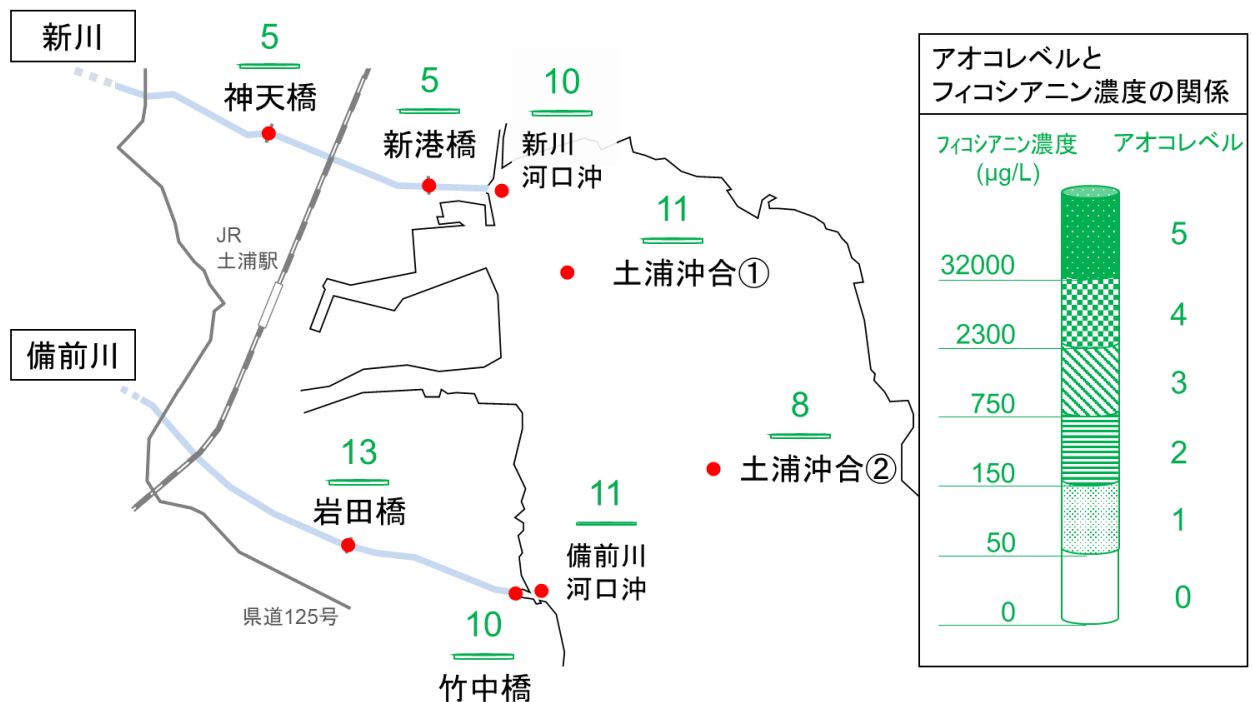 新川
5
神天橋
5
新港橋
10
新川
河口沖
11
土浦沖合①
JR
土浦駅
備前川
8
土浦沖合②
13
岩田橋
11
備前川
河口沖
県道125号
10
竹中橋
アオコレベルと
フィコシアニン濃度の関係
フィコシアニン濃度
(μg/L)
アオコレベル
5
32000
4
2300
3
750
2
150
1
50
0
0